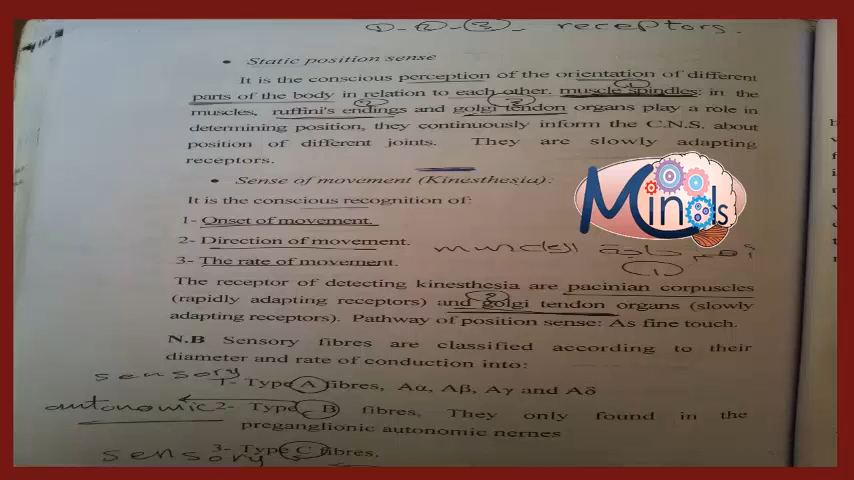 ①-②-③- receptors.
• Static position sense
It is the conscious perception of the orientation of different
parts of the body in relation to each other. muscle spindles: in the
muscles, ruffini's endings and golgi tendon organs play a role in
determining position, they continuously inform the C.N.S. about
position of different joints. They are slowly adapting
receptors.
• Sense of movement (Kinesthesia):
It is the conscious recognition of:
Minds
1- Onset of movement.
2- Direction of movement.
أهم حاجة الـ muscle
3- The rate of movement.
(1)
The receptor of detecting kinesthesia are pacinian corpuscles
(rapidly adapting receptors) and golgi tendon organs (slowly
adapting receptors). Pathway of position sense: As fine touch.
N.B Sensory fibres are classified according to their
diameter and rate of conduction into:
sensory
1- Type A fibres, Aα, Aβ, Aγ and Aδ
autonomic 2- Type B fibres, They only found in the
preganglionic autonomic nernes
sensory 3- Type C fibres.